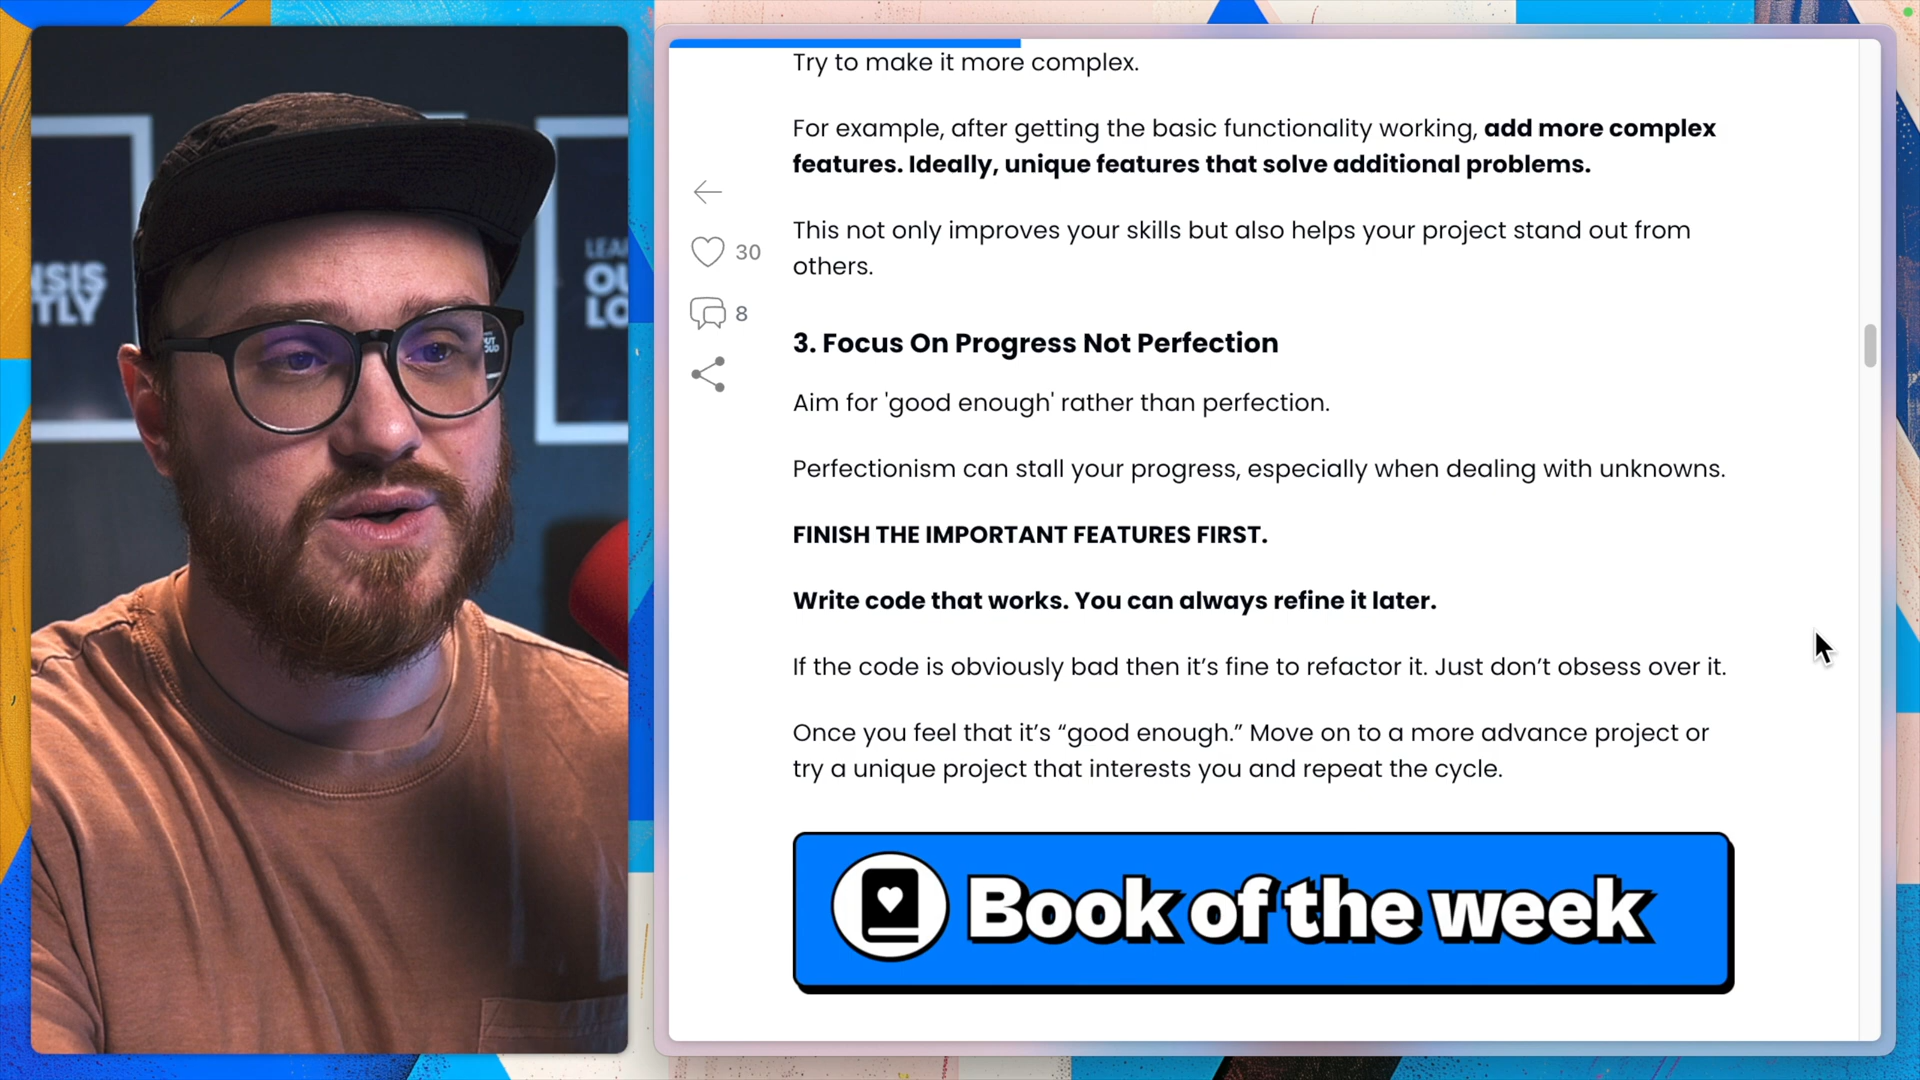 Try to make it more complex.
For example, after getting the basic functionality working, add more complex
features. Ideally, unique features that solve additional problems.
This not only improves your skills but also helps your project stand out from
others.
30
8
3. Focus On Progress Not Perfection
Aim for 'good enough' rather than perfection.
Perfectionism can stall your progress, especially when dealing with unknowns.
FINISH THE IMPORTANT FEATURES FIRST.
Write code that works. You can always refine it later.
If the code is obviously bad then it’s fine to refactor it. Just don’t obsess over it.
Once you feel that it’s “good enough.” Move on to a more advance project or
try a unique project that interests you and repeat the cycle.
Book of the week